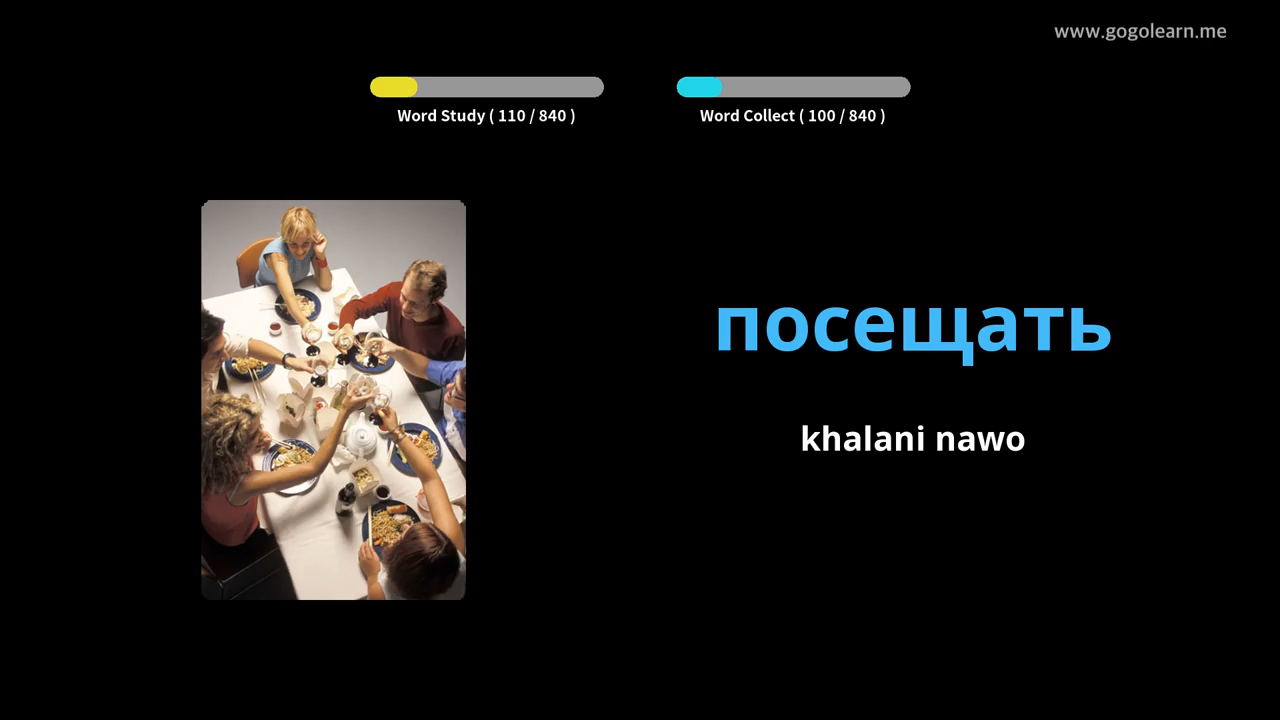 www.gogolearn.me
Word Study ( 110 / 840 )
Word Collect ( 100 / 840 )
посещать
khalani nawo